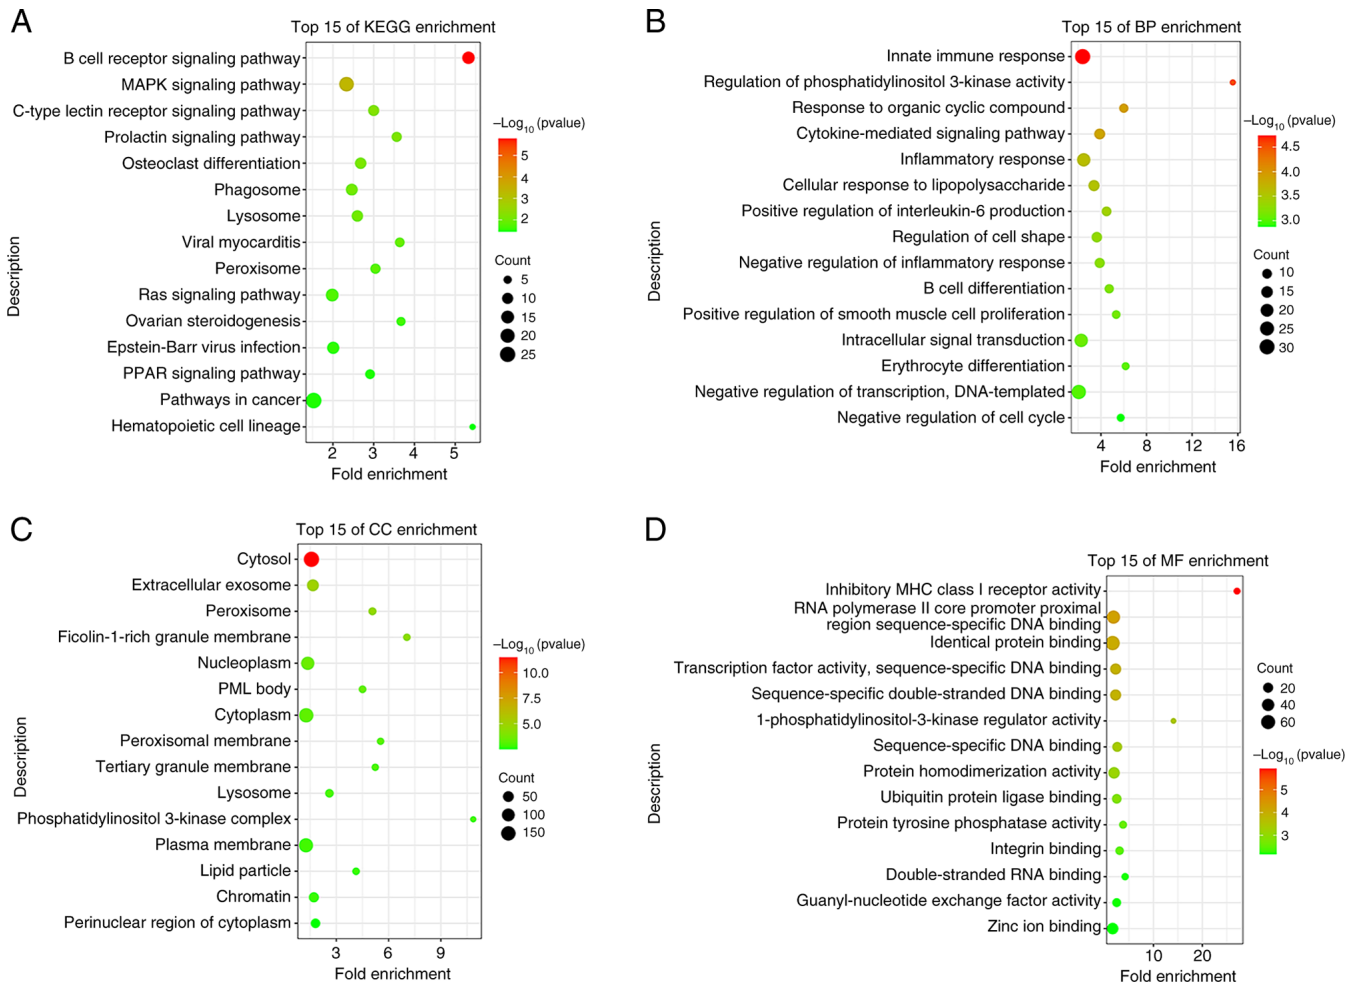 A
Top 15 of KEGG enrichment
B cell receptor signaling pathway
MAPK signaling pathway
C-type lectin receptor signaling pathway
Prolactin signaling pathway
Osteoclast differentiation
Phagosome
Lysosome
Viral myocarditis
Peroxisome
Ras signaling pathway
Ovarian steroidogenesis
Epstein-Barr virus infection
PPAR signaling pathway
Pathways in cancer
Hematopoietic cell lineage
Description
2 3 4 5
Fold enrichment
–Log10 (pvalue)
5
4
3
2
Count
5
10
15
20
25
B
Top 15 of BP enrichment
Innate immune response
Regulation of phosphatidylinositol 3-kinase activity
Response to organic cyclic compound
Cytokine-mediated signaling pathway
Inflammatory response
Cellular response to lipopolysaccharide
Positive regulation of interleukin-6 production
Regulation of cell shape
Negative regulation of inflammatory response
B cell differentiation
Positive regulation of smooth muscle cell proliferation
Intracellular signal transduction
Erythrocyte differentiation
Negative regulation of transcription, DNA-templated
Negative regulation of cell cycle
Description
4 8 12 16
Fold enrichment
–Log10 (pvalue)
4.5
4.0
3.5
3.0
Count
10
15
20
25
30
C
Top 15 of CC enrichment
Cytosol
Extracellular exosome
Peroxisome
Ficolin-1-rich granule membrane
Nucleoplasm
PML body
Cytoplasm
Peroxisomal membrane
Tertiary granule membrane
Lysosome
Phosphatidylinositol 3-kinase complex
Plasma membrane
Lipid particle
Chromatin
Perinuclear region of cytoplasm
Description
3 6 9
Fold enrichment
–Log10 (pvalue)
10.0
7.5
5.0
Count
50
100
150
D
Top 15 of MF enrichment
Inhibitory MHC class I receptor activity
RNA polymerase II core promoter proximal
region sequence-specific DNA binding
Identical protein binding
Transcription factor activity, sequence-specific DNA binding
Sequence-specific double-stranded DNA binding
1-phosphatidylinositol-3-kinase regulator activity
Sequence-specific DNA binding
Protein homodimerization activity
Ubiquitin protein ligase binding
Protein tyrosine phosphatase activity
Integrin binding
Double-stranded RNA binding
Guanyl-nucleotide exchange factor activity
Zinc ion binding
Description
10 20
Fold enrichment
Count
20
40
60
–Log10 (pvalue)
5
4
3